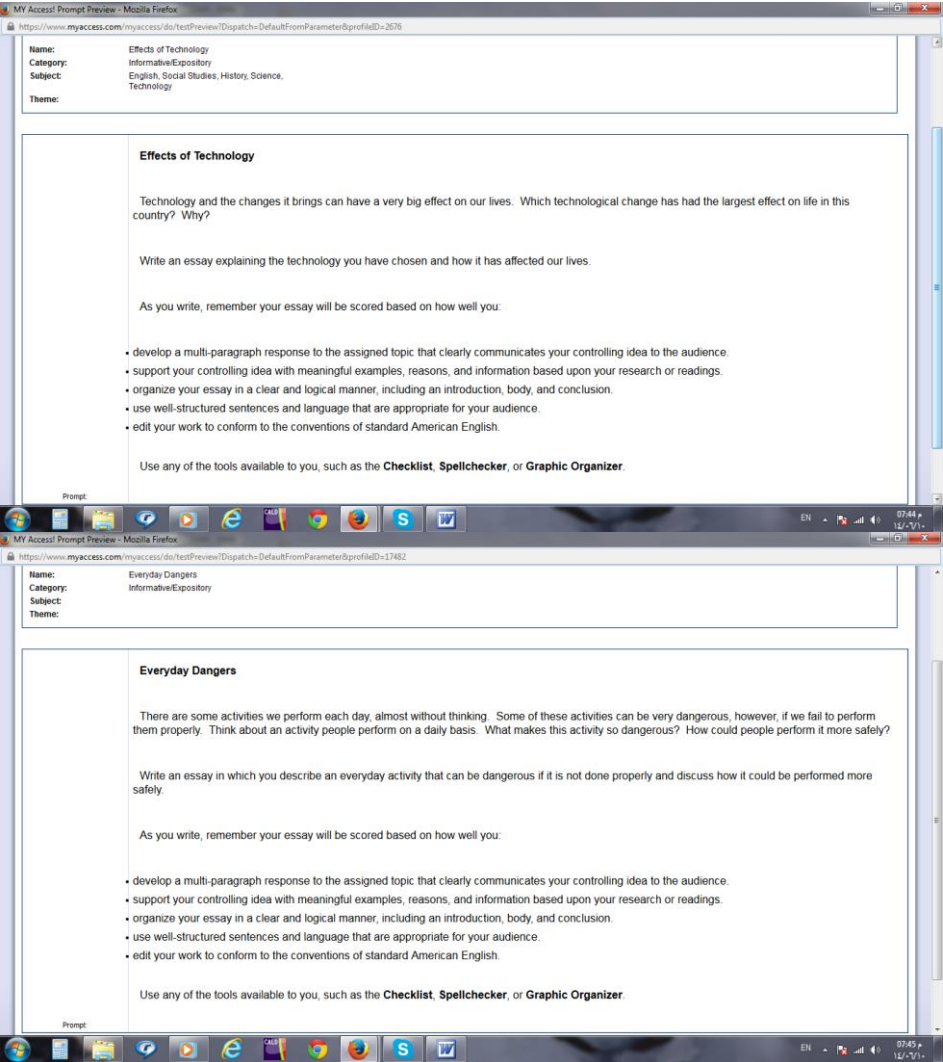 MY Access! Prompt Preview - Mozilla Firefox
https://www.myaccess.com/myaccess/do/testPreview?Dispatch=DefaultFromParameter&profileID=2676
Name: Effects of Technology
Category: Informative/Expository
Subject: English, Social Studies, History, Science,
Technology
Theme:
Effects of Technology
Technology and the changes it brings can have a very big effect on our lives. Which technological change has had the largest effect on life in this
country? Why?
Write an essay explaining the technology you have chosen and how it has affected our lives.
As you write, remember your essay will be scored based on how well you:
• develop a multi-paragraph response to the assigned topic that clearly communicates your controlling idea to the audience.
• support your controlling idea with meaningful examples, reasons, and information based upon your research or readings.
• organize your essay in a clear and logical manner, including an introduction, body, and conclusion.
• use well-structured sentences and language that are appropriate for your audience.
• edit your work to conform to the conventions of standard American English.
Use any of the tools available to you, such as the Checklist, Spellchecker, or Graphic Organizer.
Prompt:
CALD
EN
07:44 م
١٤/٠٦/١٠
MY Access! Prompt Preview - Mozilla Firefox
https://www.myaccess.com/myaccess/do/testPreview?Dispatch=DefaultFromParameter&profileID=17482
Name: Everyday Dangers
Category: Informative/Expository
Subject:
Theme:
Everyday Dangers
There are some activities we perform each day, almost without thinking. Some of these activities can be very dangerous, however, if we fail to perform
them properly. Think about an activity people perform on a daily basis. What makes this activity so dangerous? How could people perform it more safely?
Write an essay in which you describe an everyday activity that can be dangerous if it is not done properly and discuss how it could be performed more
safely.
As you write, remember your essay will be scored based on how well you:
• develop a multi-paragraph response to the assigned topic that clearly communicates your controlling idea to the audience.
• support your controlling idea with meaningful examples, reasons, and information based upon your research or readings.
• organize your essay in a clear and logical manner, including an introduction, body, and conclusion.
• use well-structured sentences and language that are appropriate for your audience.
• edit your work to conform to the conventions of standard American English.
Use any of the tools available to you, such as the Checklist, Spellchecker, or Graphic Organizer.
Prompt:
CALD
EN
07:45 م
١٤/٠٦/١٠